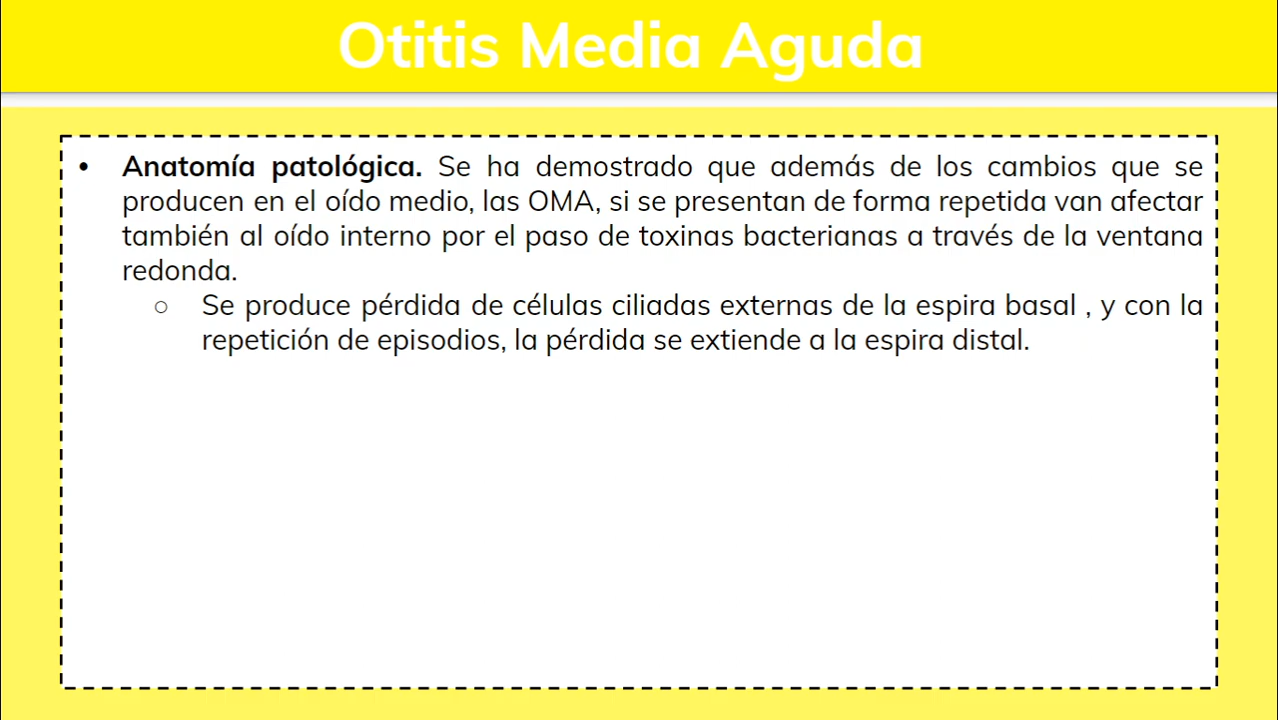 Otitis Media Aguda
• Anatomía patológica. Se ha demostrado que además de los cambios que se
producen en el oído medio, las OMA, si se presentan de forma repetida van afectar
también al oído interno por el paso de toxinas bacterianas a través de la ventana
redonda.
○ Se produce pérdida de células ciliadas externas de la espira basal , y con la
repetición de episodios, la pérdida se extiende a la espira distal.